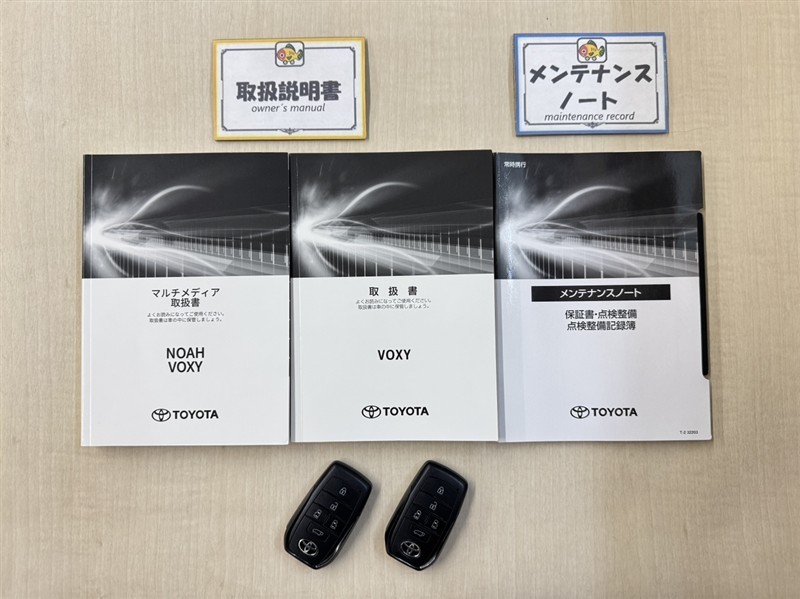 取扱説明書
owner's manual
メンテナンス
ノート
maintenance record
マルチメディア
取扱書
よくお読みになってご使用ください。
取扱書は車の中に保管しましょう。
NOAH
VOXY
TOYOTA
取扱書
よくお読みになってご使用ください。
取扱書は車の中に保管しましょう。
VOXY
TOYOTA
常時携行
メンテナンスノート
保証書・点検整備
点検整備記録簿
TOYOTA